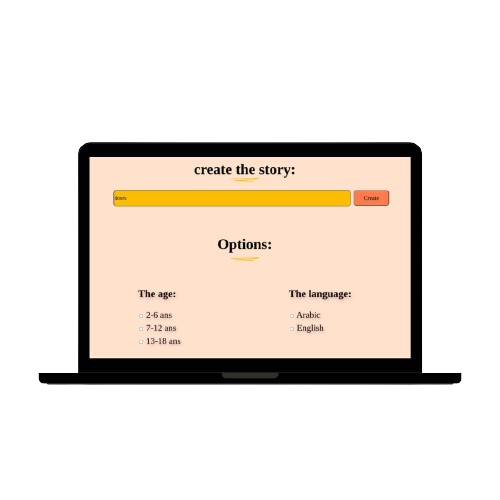 create the story:
Create
Options:
The age:
2-6 ans
7-12 ans
13-18 ans
The language:
Arabic
English